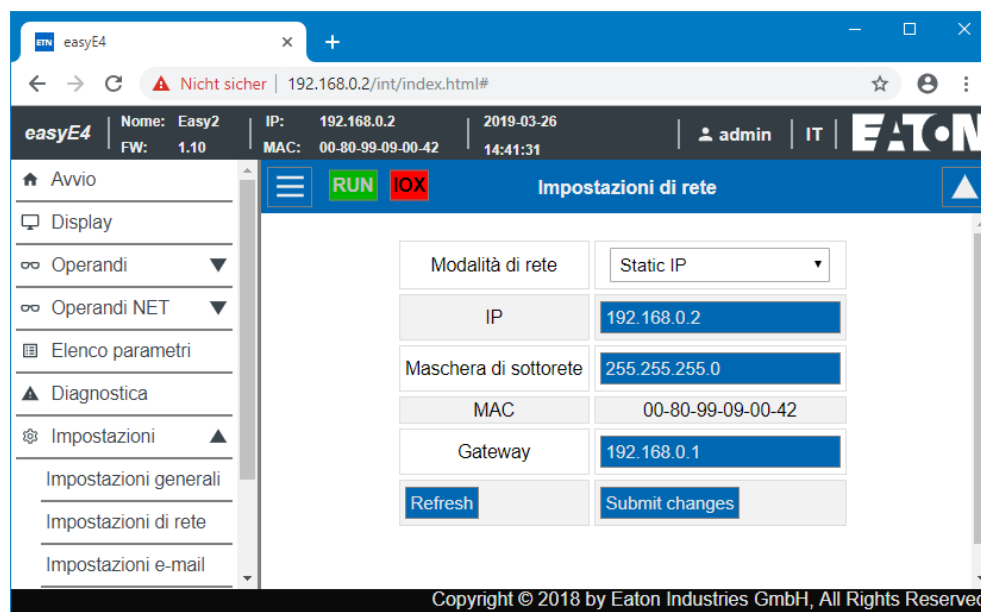 ETN easyE4
Nicht sicher | 192.168.0.2/int/index.html#
easyE4 Nome: Easy2 IP: 192.168.0.2 2019-03-26 admin IT EATON
FW: 1.10 MAC: 00-80-99-09-00-42 14:41:31
RUN IOX Impostazioni di rete
Avvio
Display
Operandi
Operandi NET
Elenco parametri
Diagnostica
Impostazioni
Impostazioni generali
Impostazioni di rete
Impostazioni e-mail
Modalità di rete Static IP
IP 192.168.0.2
Maschera di sottorete 255.255.255.0
MAC 00-80-99-09-00-42
Gateway 192.168.0.1
Refresh Submit changes
Copyright © 2018 by Eaton Industries GmbH, All Rights Reserved